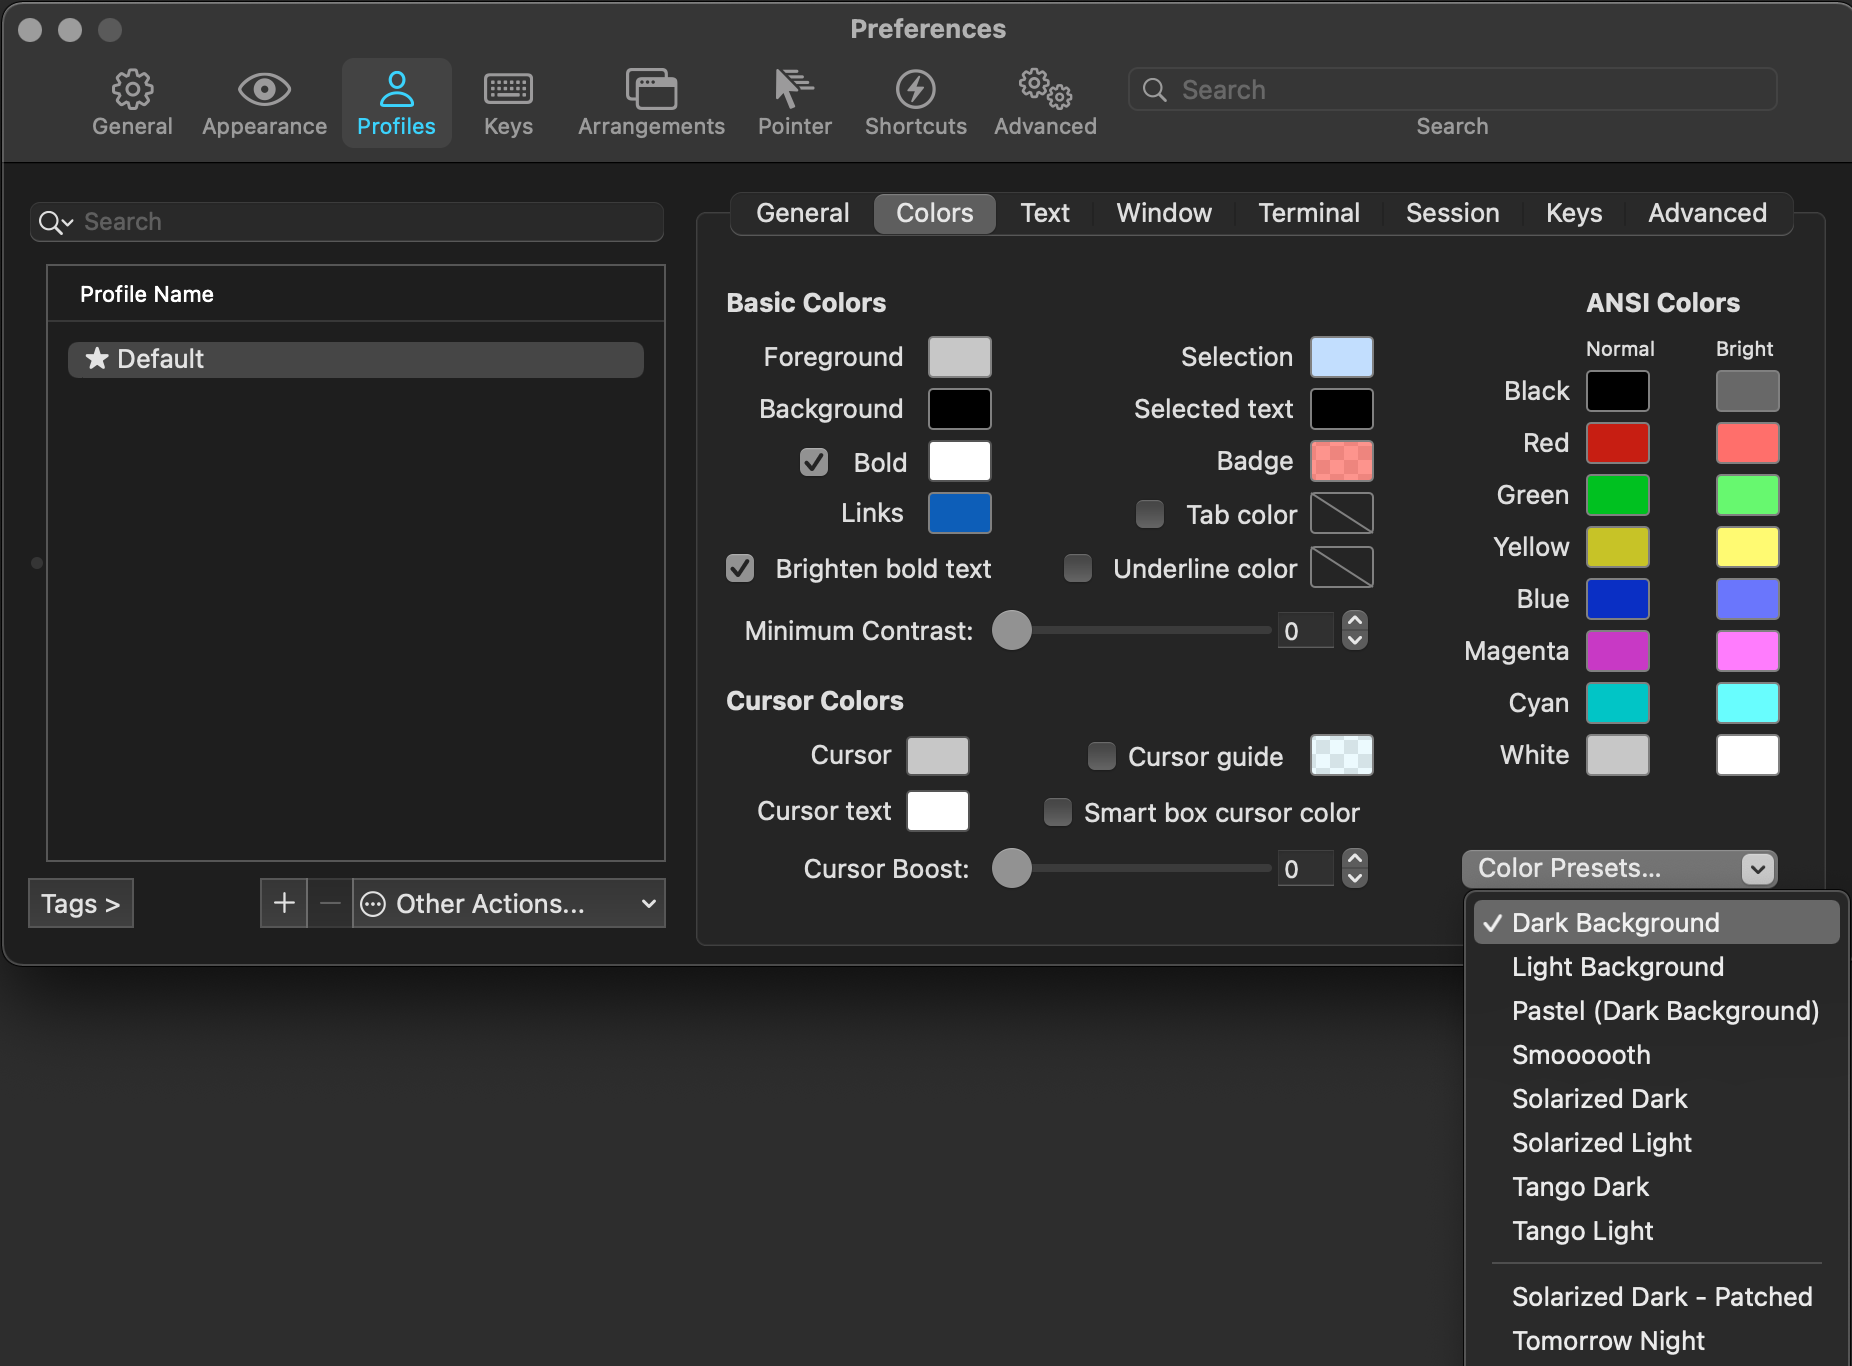 Preferences
General Appearance Profiles Keys Arrangements Pointer Shortcuts Advanced
Search
Search
Search
Profile Name
Default
Tags >
Other Actions...
General Colors Text Window Terminal Session Keys Advanced
Basic Colors
Foreground
Background
Bold
Links
Brighten bold text
Selection
Selected text
Badge
Tab color
Underline color
Minimum Contrast: 0
Cursor Colors
Cursor
Cursor text
Cursor guide
Smart box cursor color
Cursor Boost: 0
ANSI Colors
Normal Bright
Black
Red
Green
Yellow
Blue
Magenta
Cyan
White
Color Presets...
Dark Background
Light Background
Pastel (Dark Background)
Smoooooth
Solarized Dark
Solarized Light
Tango Dark
Tango Light
Solarized Dark - Patched
Tomorrow Night